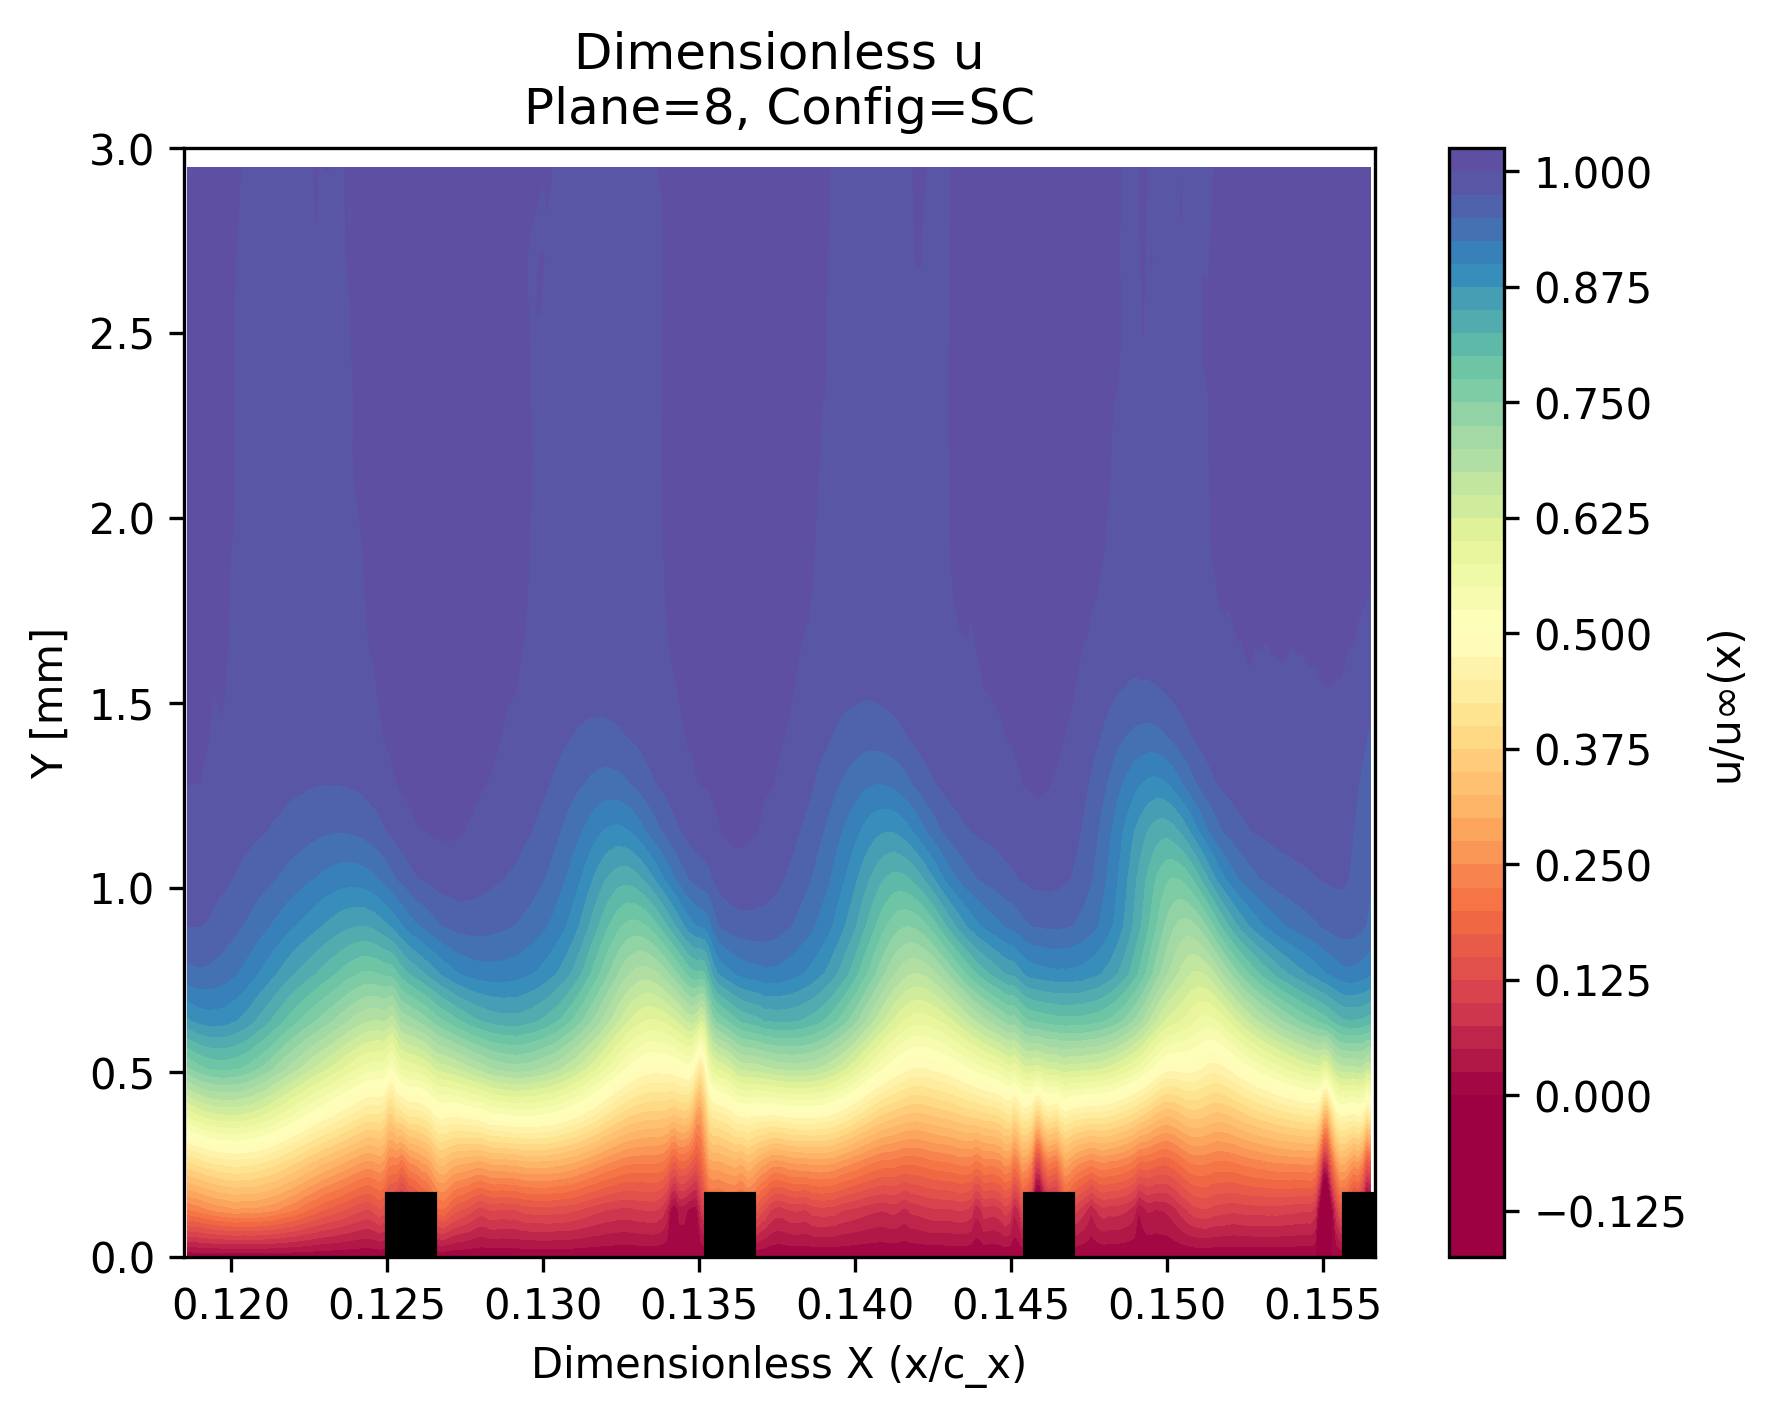 Dimensionless u
Plane=8, Config=SC
3.0
2.5
2.0
1.5
1.0
0.5
0.0
Y [mm]
0.120 0.125 0.130 0.135 0.140 0.145 0.150 0.155
Dimensionless X (x/c_x)
1.000
0.875
0.750
0.625
0.500
0.375
0.250
0.125
0.000
−0.125
u/u∞(x)